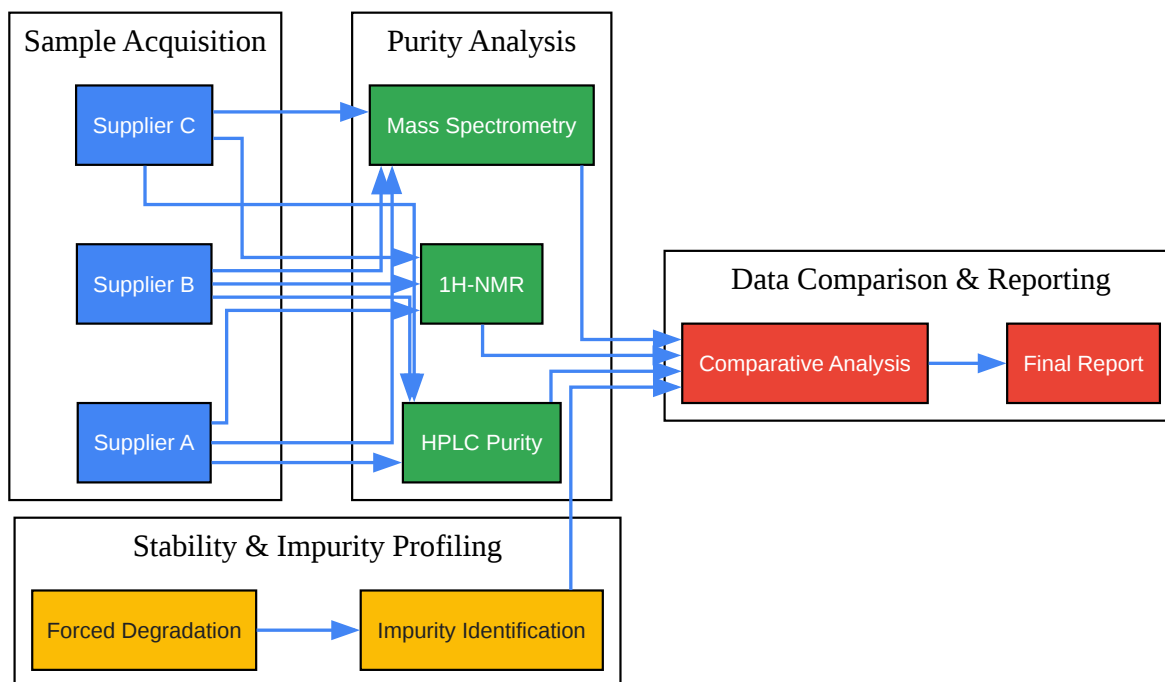 Sample Acquisition
Supplier C
Supplier B
Supplier A
Purity Analysis
Mass Spectrometry
1H-NMR
HPLC Purity
Data Comparison & Reporting
Comparative Analysis
Final Report
Stability & Impurity Profiling
Forced Degradation
Impurity Identification